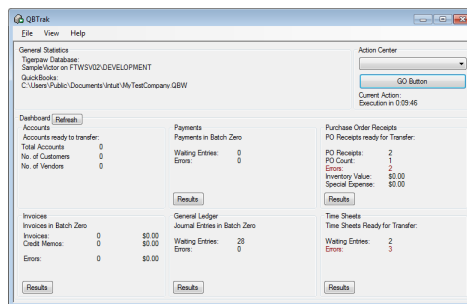 QBTrak
File View Help
General Statistics
Tigerpaw Database:
SampleVictor on FTWSV02\DEVELOPMENT
QuickBooks:
C:\Users\Public\Documents\Intuit\MyTestCompany.QBW
Action Center
GO Button
Current Action:
Execution in 0:09:46
Dashboard Refresh
Accounts
Accounts ready to transfer:
Total Accounts 0
No. of Customers 0
No. of Vendors 0
Payments
Payments in Batch Zero
Waiting Entries: 0
Errors: 0
Results
Purchase Order Receipts
PO Receipts ready for Transfer:
PO Receipts: 2
PO Count: 1
Errors: 2
Inventory Value: $0.00
Special Expense: $0.00
Results
Invoices
Invoices in Batch Zero
Invoices: 0 $0.00
Credit Memos: 0 $0.00
Errors: 0 $0.00
Results
General Ledger
Journal Entries in Batch Zero
Waiting Entries: 28
Errors: 0
Results
Time Sheets
Time Sheets Ready for Transfer:
Waiting Entries: 2
Errors: 3
Results